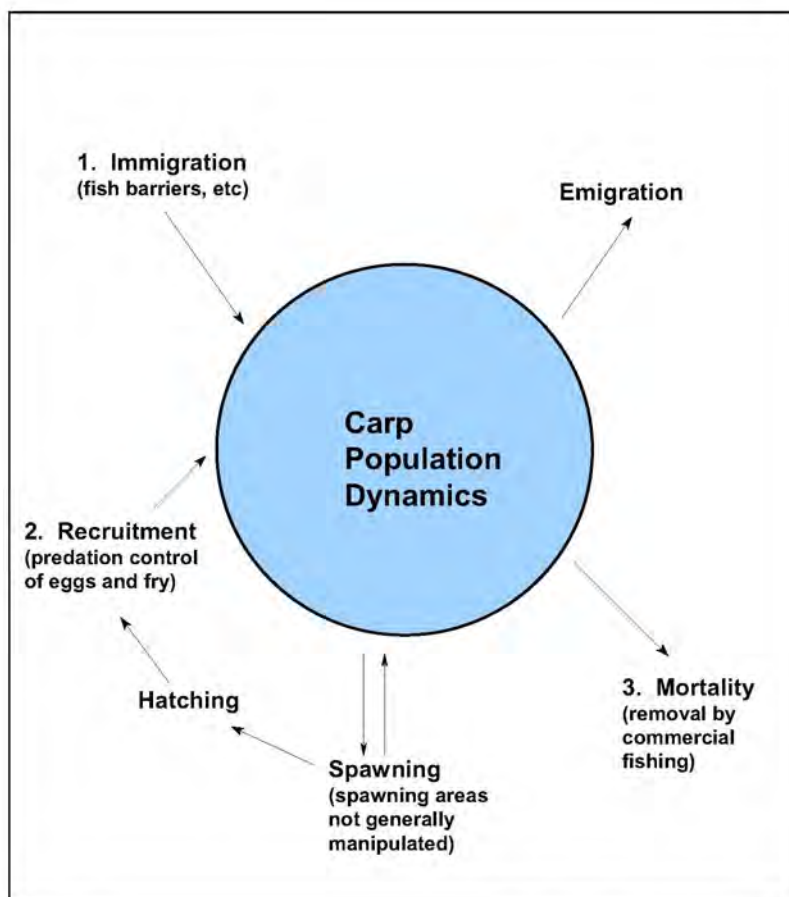 1. Immigration
(fish barriers, etc)
Emigration
Carp
Population
Dynamics
2. Recruitment
(predation control
of eggs and fry)
Hatching
Spawning
(spawning areas
not generally
manipulated)
3. Mortality
(removal by
commercial
fishing)